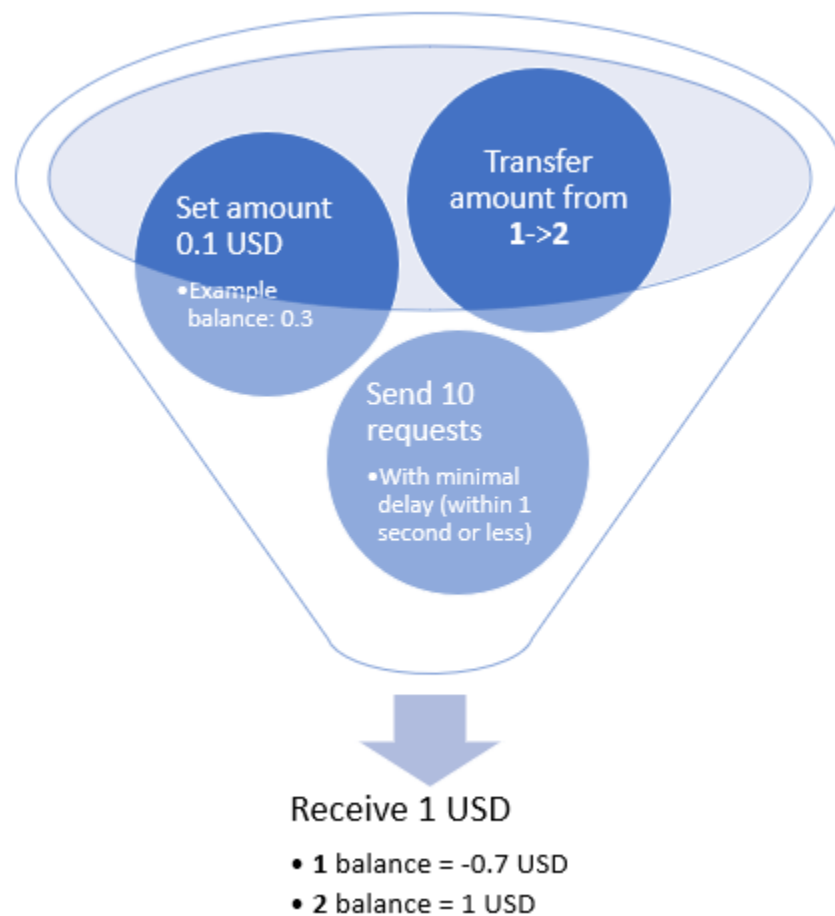 Set amount
0.1 USD
•Example
balance: 0.3
Transfer
amount from
1->2
Send 10
requests
•With minimal
delay (within 1
second or less)
Receive 1 USD
• 1 balance = -0.7 USD
• 2 balance = 1 USD